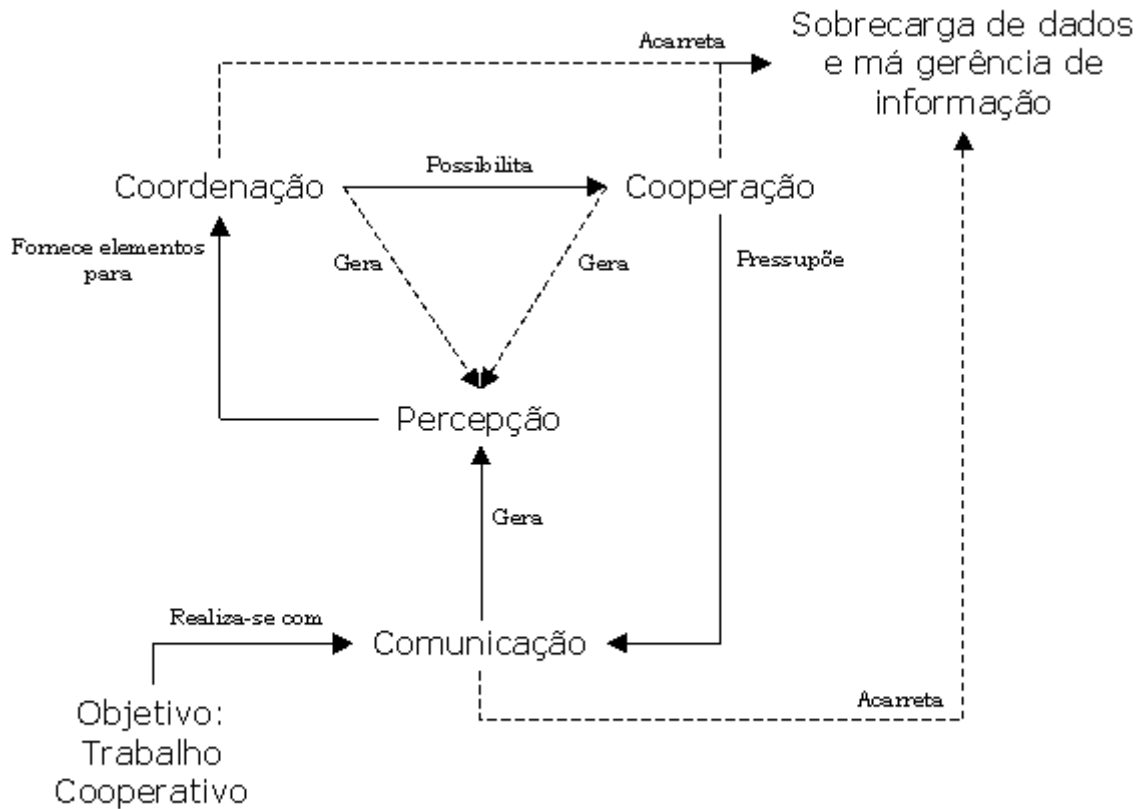 Acarreta
Sobrecarga de dados
e má gerência de
informação
Coordenação
Possibilita
Cooperação
Fornece elementos
para
Gera
Gera
Pressupõe
Percepção
Gera
Realiza-se com
Comunicação
Acarreta
Objetivo:
Trabalho
Cooperativo